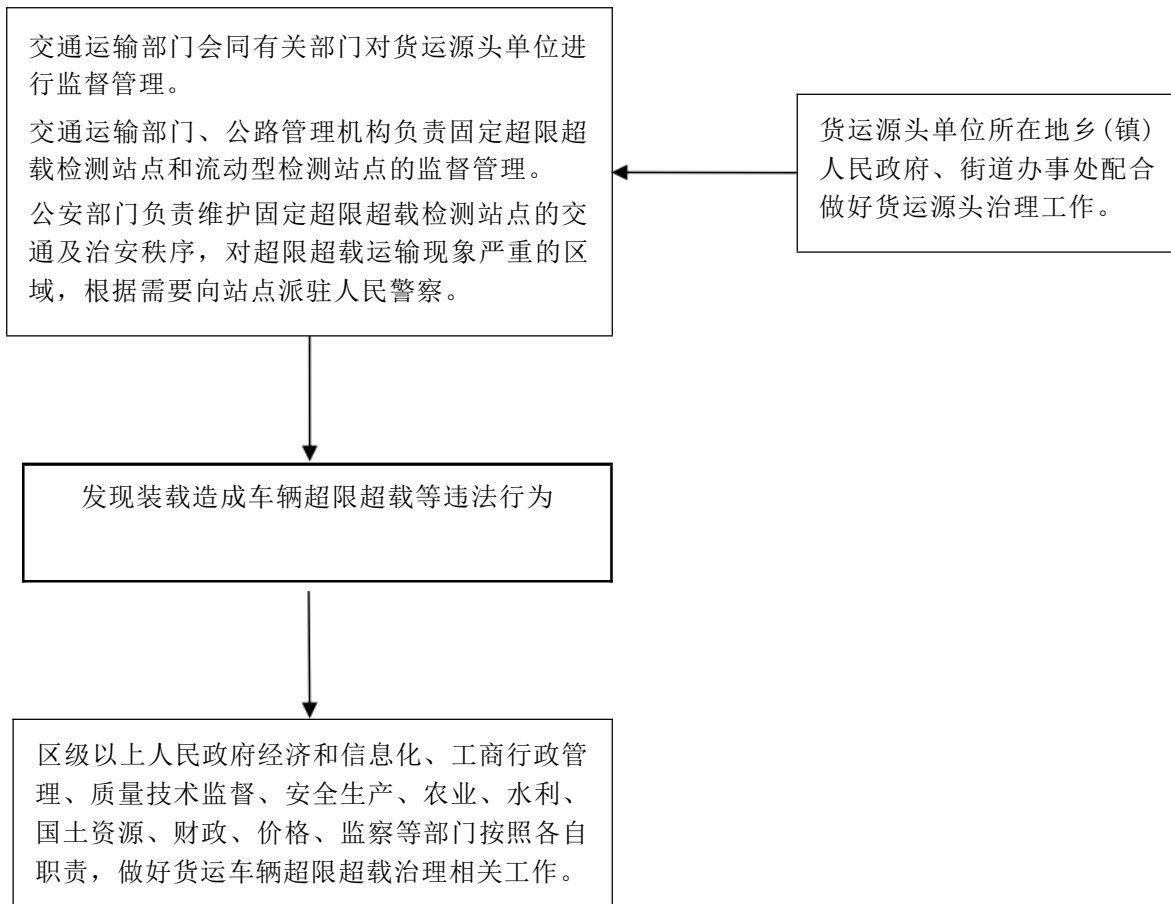 交通运输部门会同有关部门对货运源头单位进
行监督管理。
交通运输部门、公路管理机构负责固定超限超
载检测站点和流动型检测站点的监督管理。
公安部门负责维护固定超限超载检测站点的交
通及治安秩序，对超限超载运输现象严重的区
域，根据需要向站点派驻人民警察。
货运源头单位所在地乡(镇)
人民政府、街道办事处配合
做好货运源头治理工作。
发现装载造成车辆超限超载等违法行为
区级以上人民政府经济和信息化、工商行政管
理、质量技术监督、安全生产、农业、水利、
国土资源、财政、价格、监察等部门按照各自
职责，做好货运车辆超限超载治理相关工作。